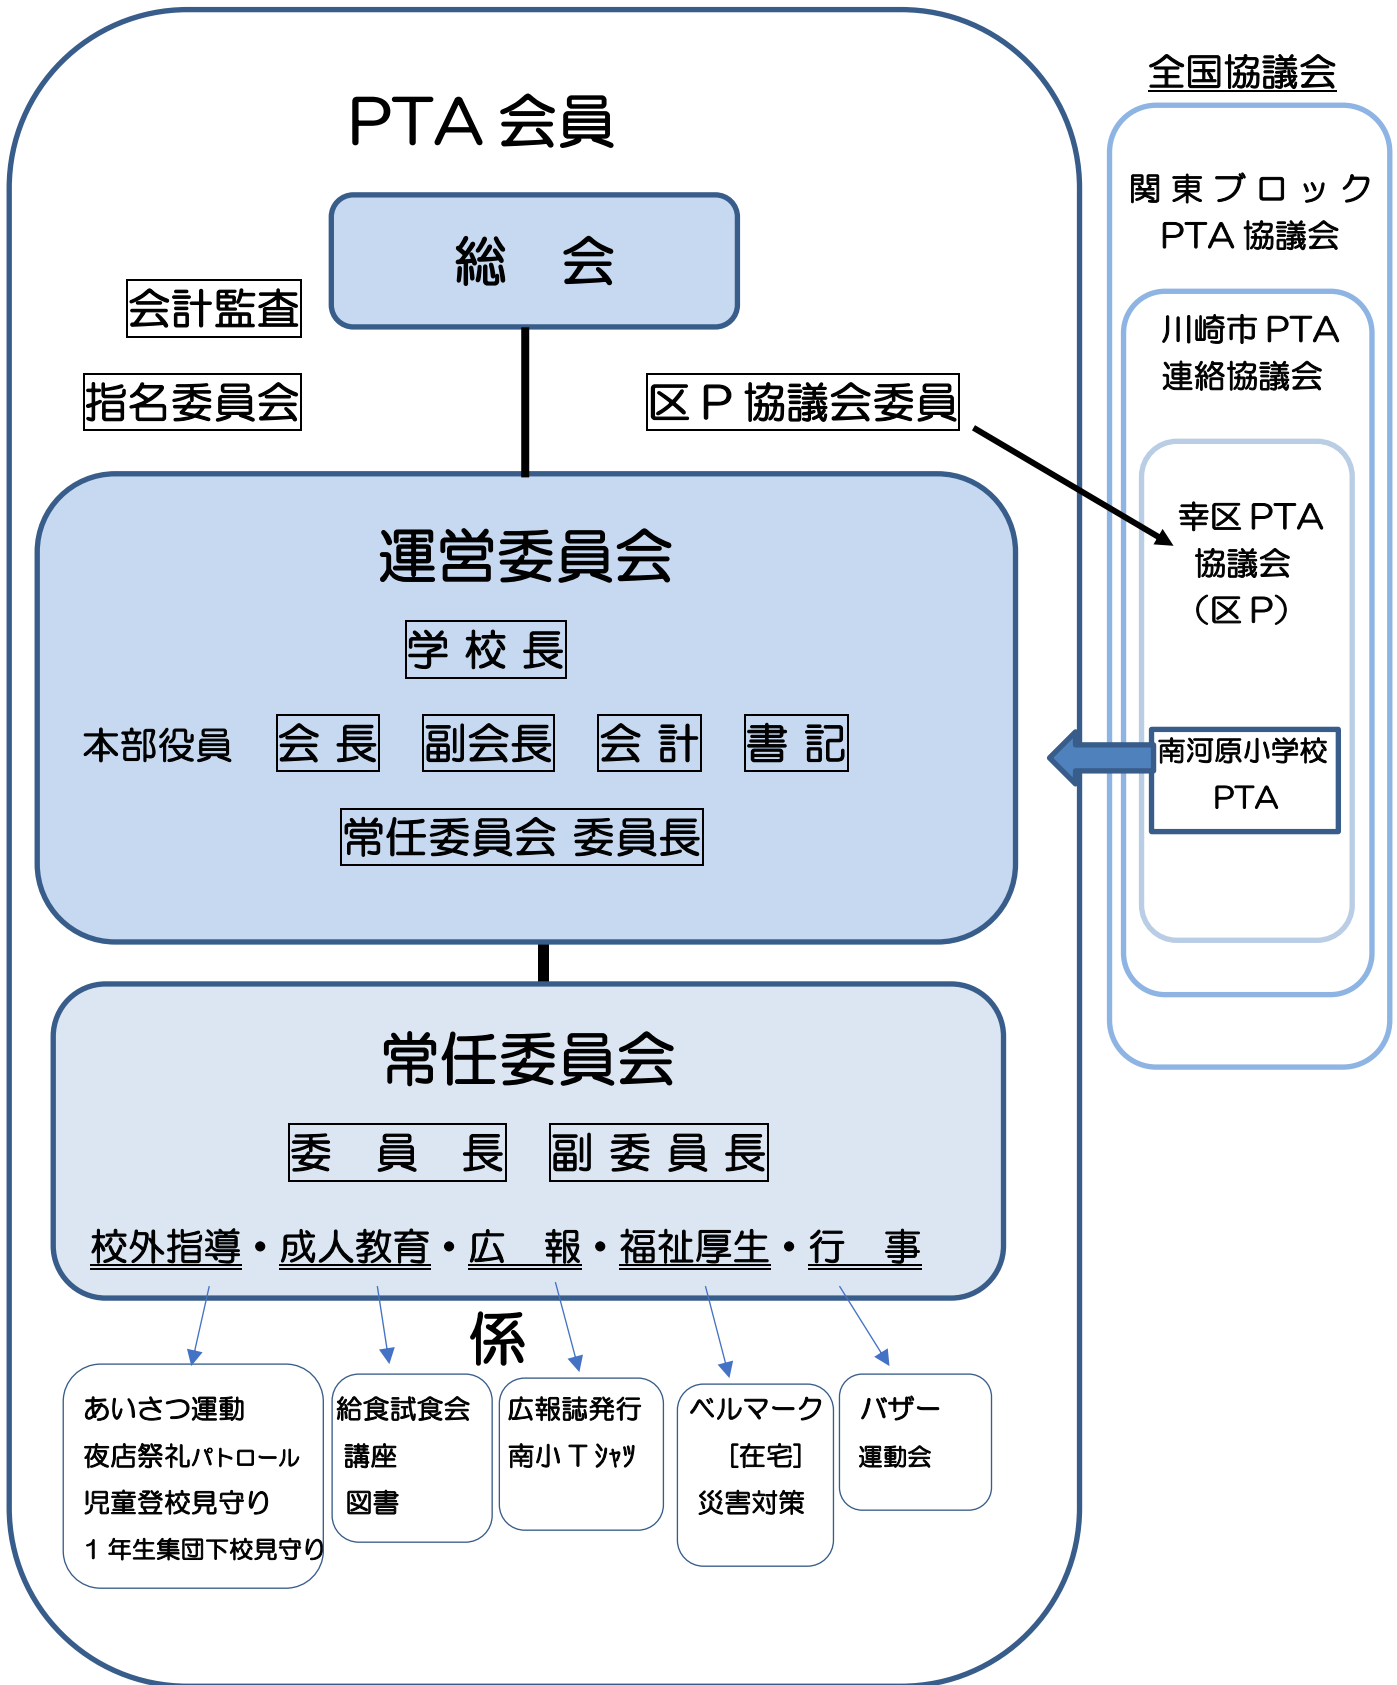 PTA 会員
総　会
会計監査
指名委員会
区 P 協議会委員
運営委員会
学 校 長
本部役員　会 長　副会長　会 計　書 記
常任委員会 委員長
常任委員会
委　員　長　副 委 員 長
校外指導・成人教育・広　報・福祉厚生・行　事
係
あいさつ運動
夜店祭礼パトロール
児童登校見守り
1 年生集団下校見守り
給食試食会
講座
図書
広報誌発行
南小 T ｼｬﾂ
ベルマーク
［在宅］
災害対策
バザー
運動会
全国協議会
関 東 ブ ロ ッ ク
PTA 協議会
川崎市 PTA
連絡協議会
幸区 PTA
協議会
（区 P）
南河原小学校
PTA